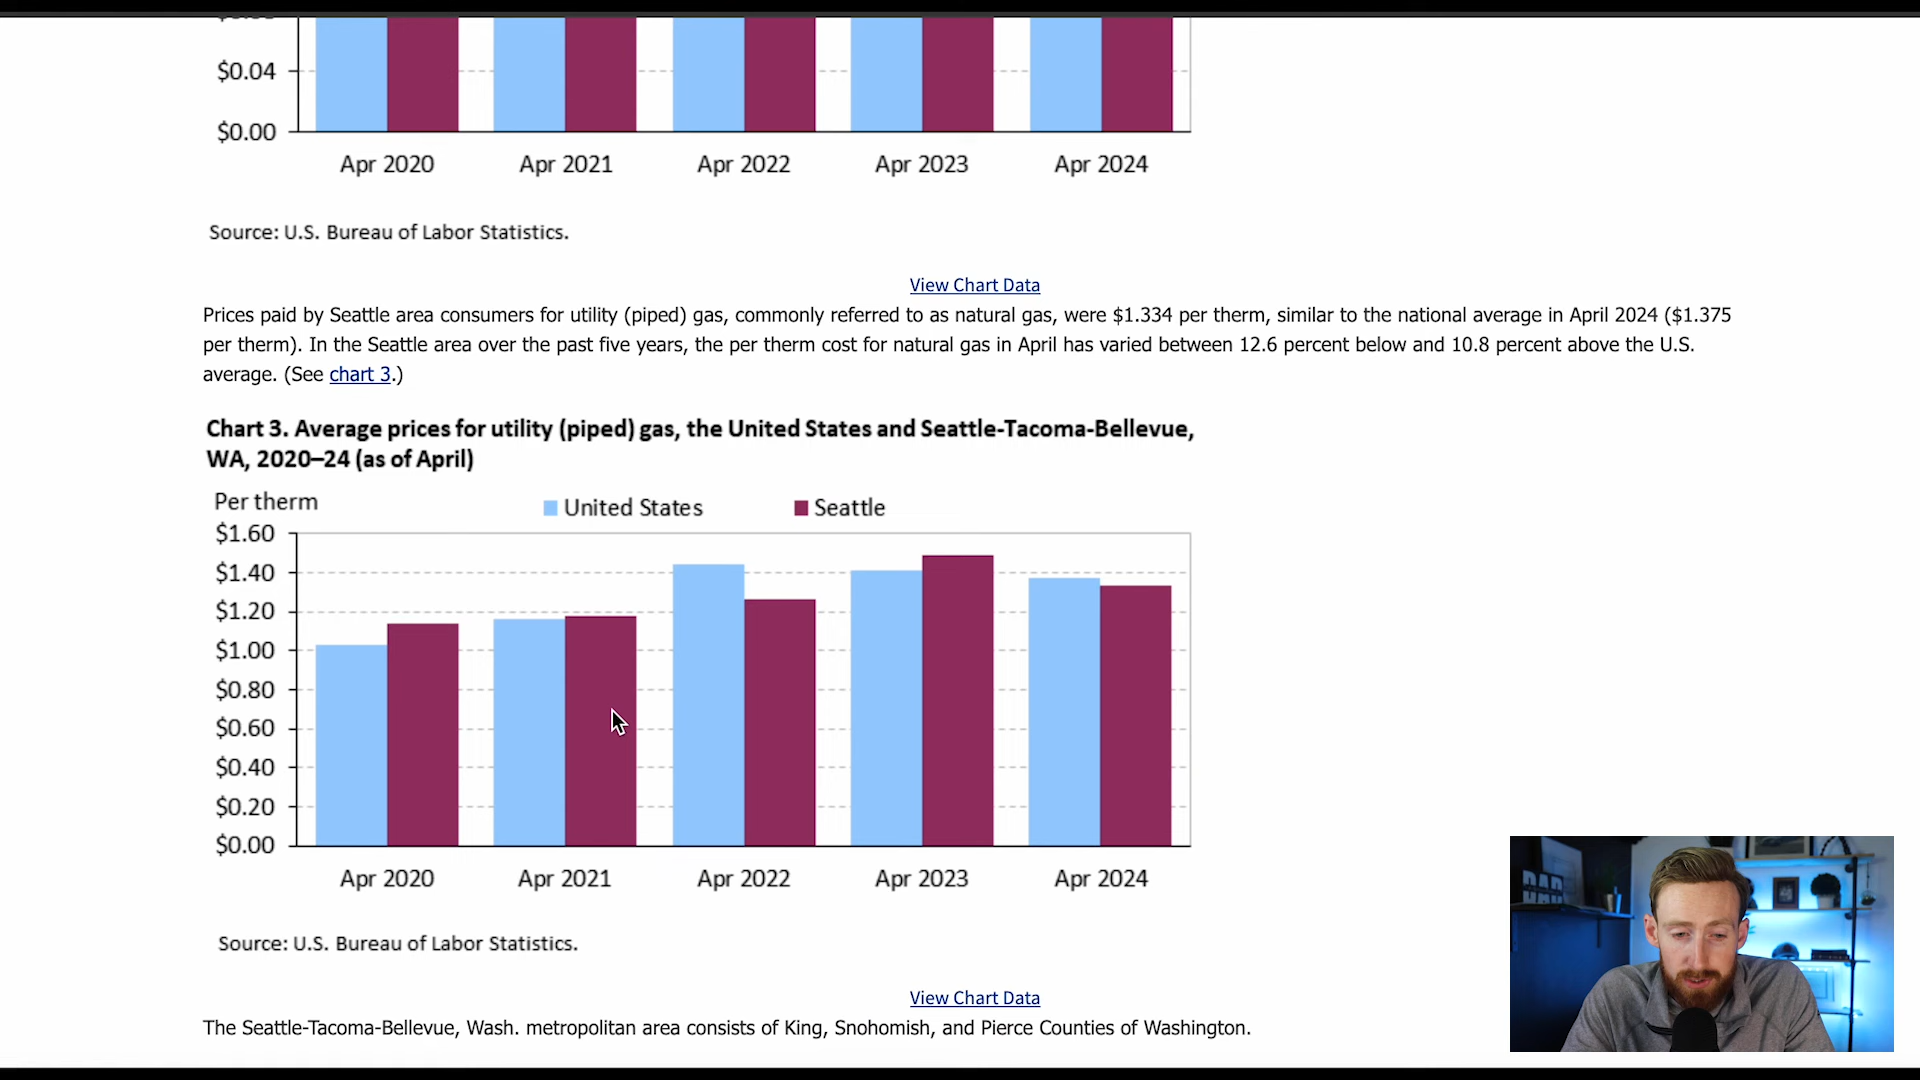 $0.04
$0.00
Apr 2020 Apr 2021 Apr 2022 Apr 2023 Apr 2024
Source: U.S. Bureau of Labor Statistics.
View Chart Data
Prices paid by Seattle area consumers for utility (piped) gas, commonly referred to as natural gas, were $1.334 per therm, similar to the national average in April 2024 ($1.375
per therm). In the Seattle area over the past five years, the per therm cost for natural gas in April has varied between 12.6 percent below and 10.8 percent above the U.S.
average. (See chart 3.)
Chart 3. Average prices for utility (piped) gas, the United States and Seattle-Tacoma-Bellevue,
WA, 2020–24 (as of April)
Per therm
United States Seattle
$1.60
$1.40
$1.20
$1.00
$0.80
$0.60
$0.40
$0.20
$0.00
Apr 2020 Apr 2021 Apr 2022 Apr 2023 Apr 2024
Source: U.S. Bureau of Labor Statistics.
View Chart Data
The Seattle-Tacoma-Bellevue, Wash. metropolitan area consists of King, Snohomish, and Pierce Counties of Washington.
DAD